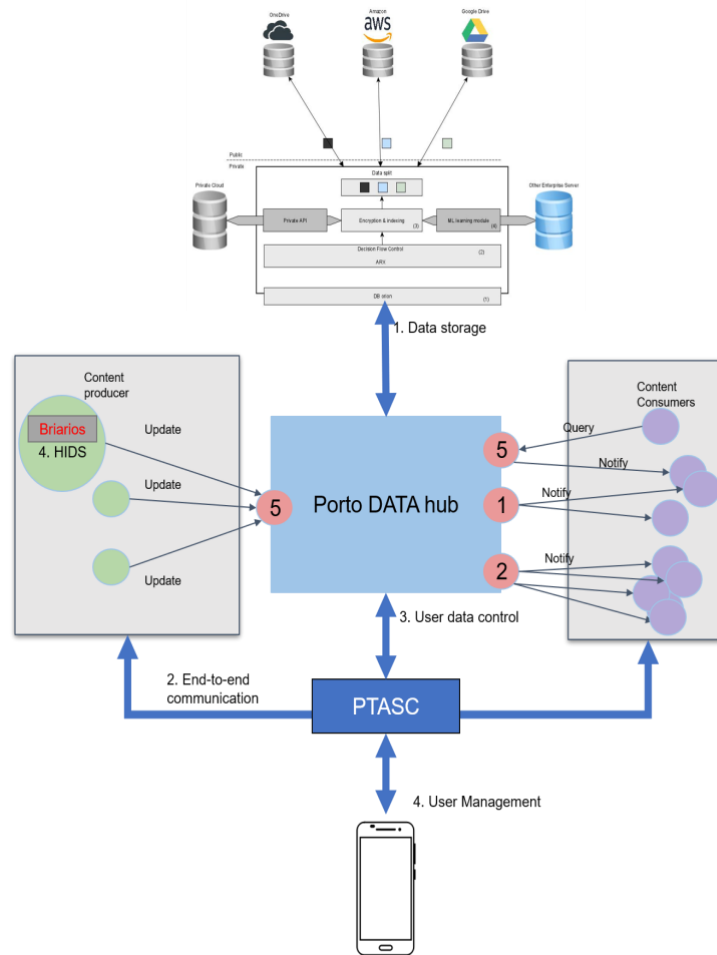 OneDrive
Amazon
Google Drive
aws
Public
Private
Data split
Private Cloud
Other Enterprise Server
Private API
Encryption & indexing
(3)
ML learning module
(4)
Decision Flow Control
(2)
ARX
(1)
1. Data storage
Content
producer
Content
Consumers
Briarios
4. HIDS
Update
Update
Update
5
Porto DATA hub
Query
5
Notify
1
Notify
2
Notify
3. User data control
2. End-to-end
communication
PTASC
4. User Management